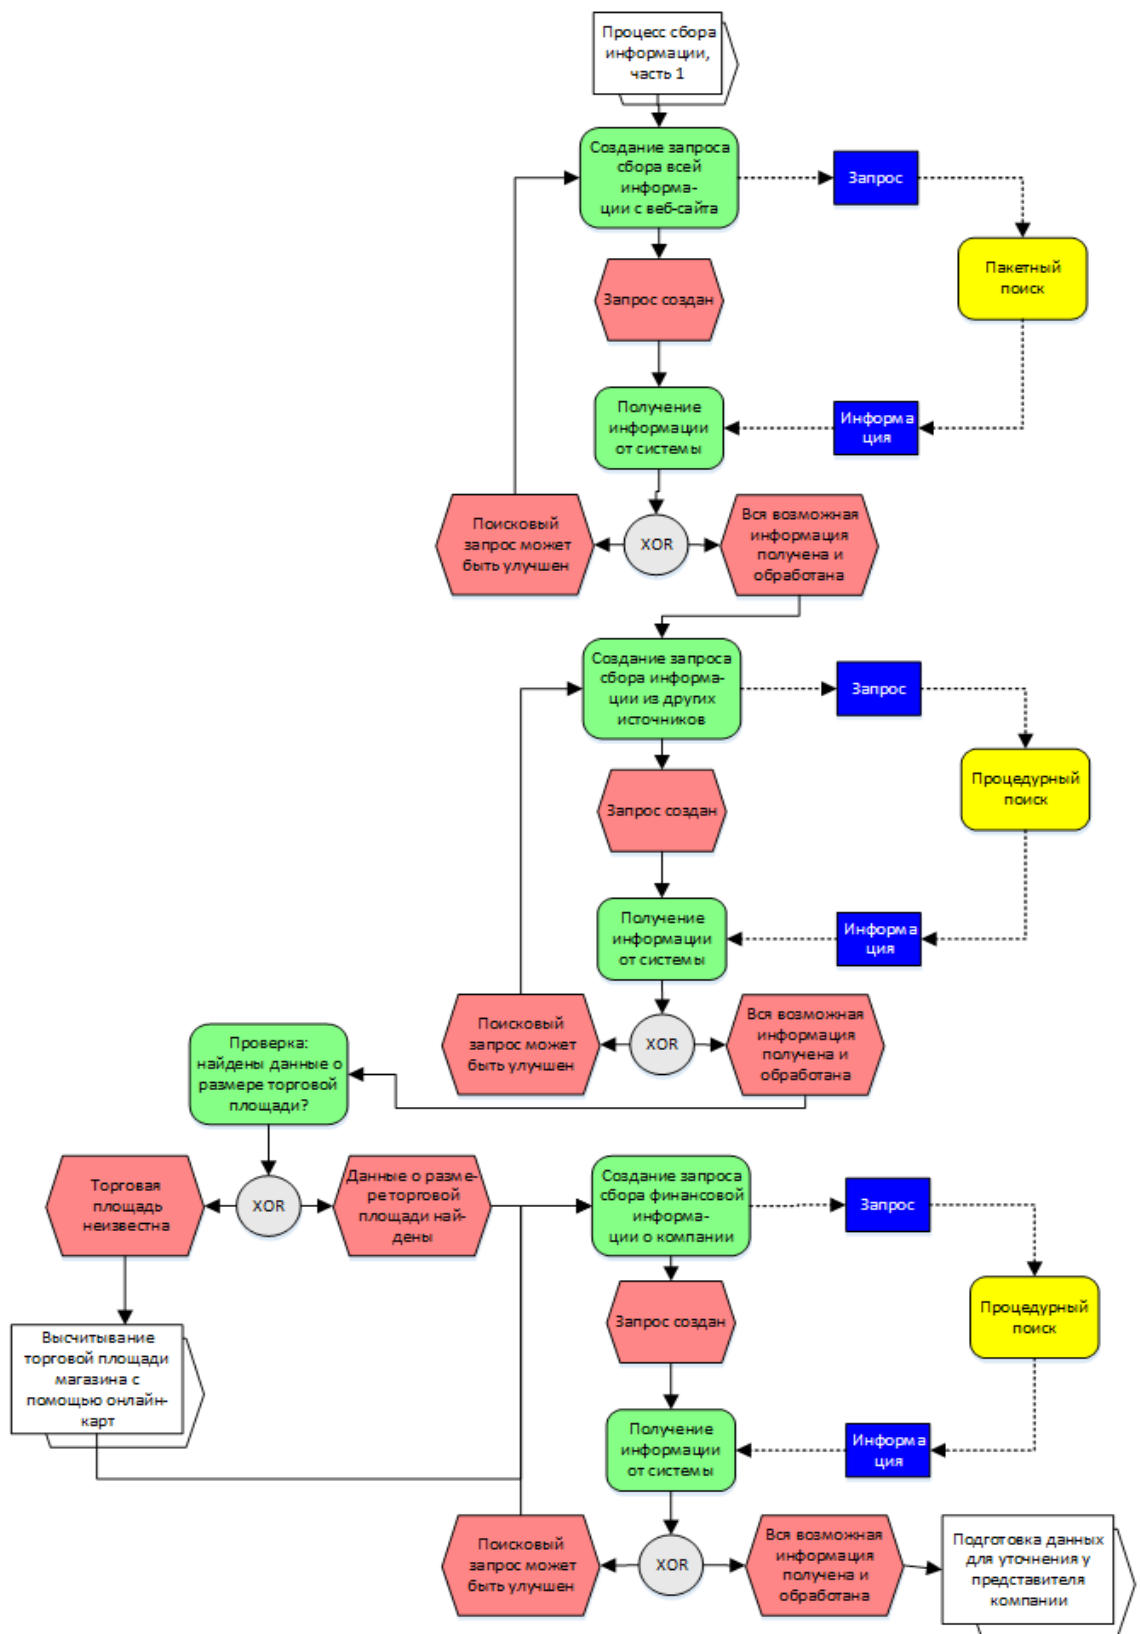 Процесс сбора
информации,
часть 1
Создание запроса
сбора всей
информа-
ции с веб-сайта
Запрос
Пакетный
поиск
Запрос создан
Получение
информации
от системы
Информа
ция
Поисковый
запрос может
быть улучшен
XOR
Вся возможная
информация
получена и
обработана
Создание запроса
сбора информа-
ции из других
источников
Запрос
Процедурный
поиск
Запрос создан
Получение
информации
от системы
Информа
ция
Поисковый
запрос может
быть улучшен
XOR
Вся возможная
информация
получена и
обработана
Проверка:
найдены данные о
размере торговой
площади?
Торговая
площадь
неизвестна
XOR
Данные о разме-
ре торговой
площади най-
дены
Создание запроса
сбора финансовой
информа-
ции о компании
Запрос
Процедурный
поиск
Запрос создан
Высчитывание
торговой площади
магазина с
помощью онлайн-
карт
Получение
информации
от системы
Информа
ция
Поисковый
запрос может
быть улучшен
XOR
Вся возможная
информация
получена и
обработана
Подготовка данных
для уточнения у
представителя
компании